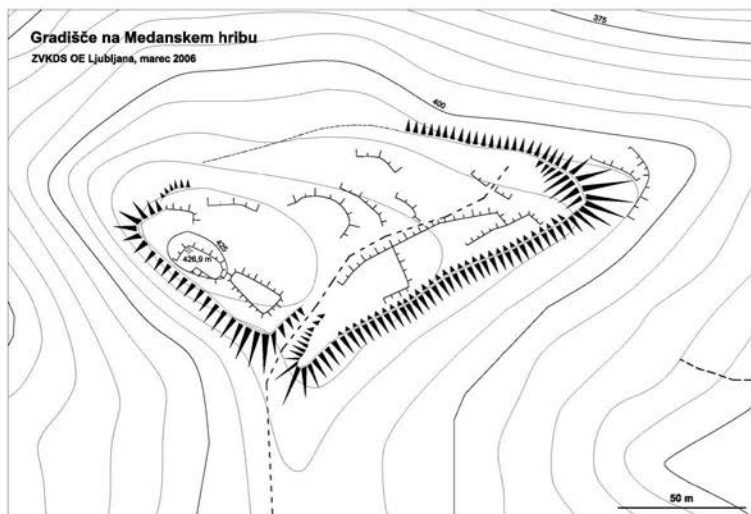 Gradišče na Medanskem hribu
ZVKDS OE Ljubljana, marec 2006
375
400
425
426,9 m
50 m